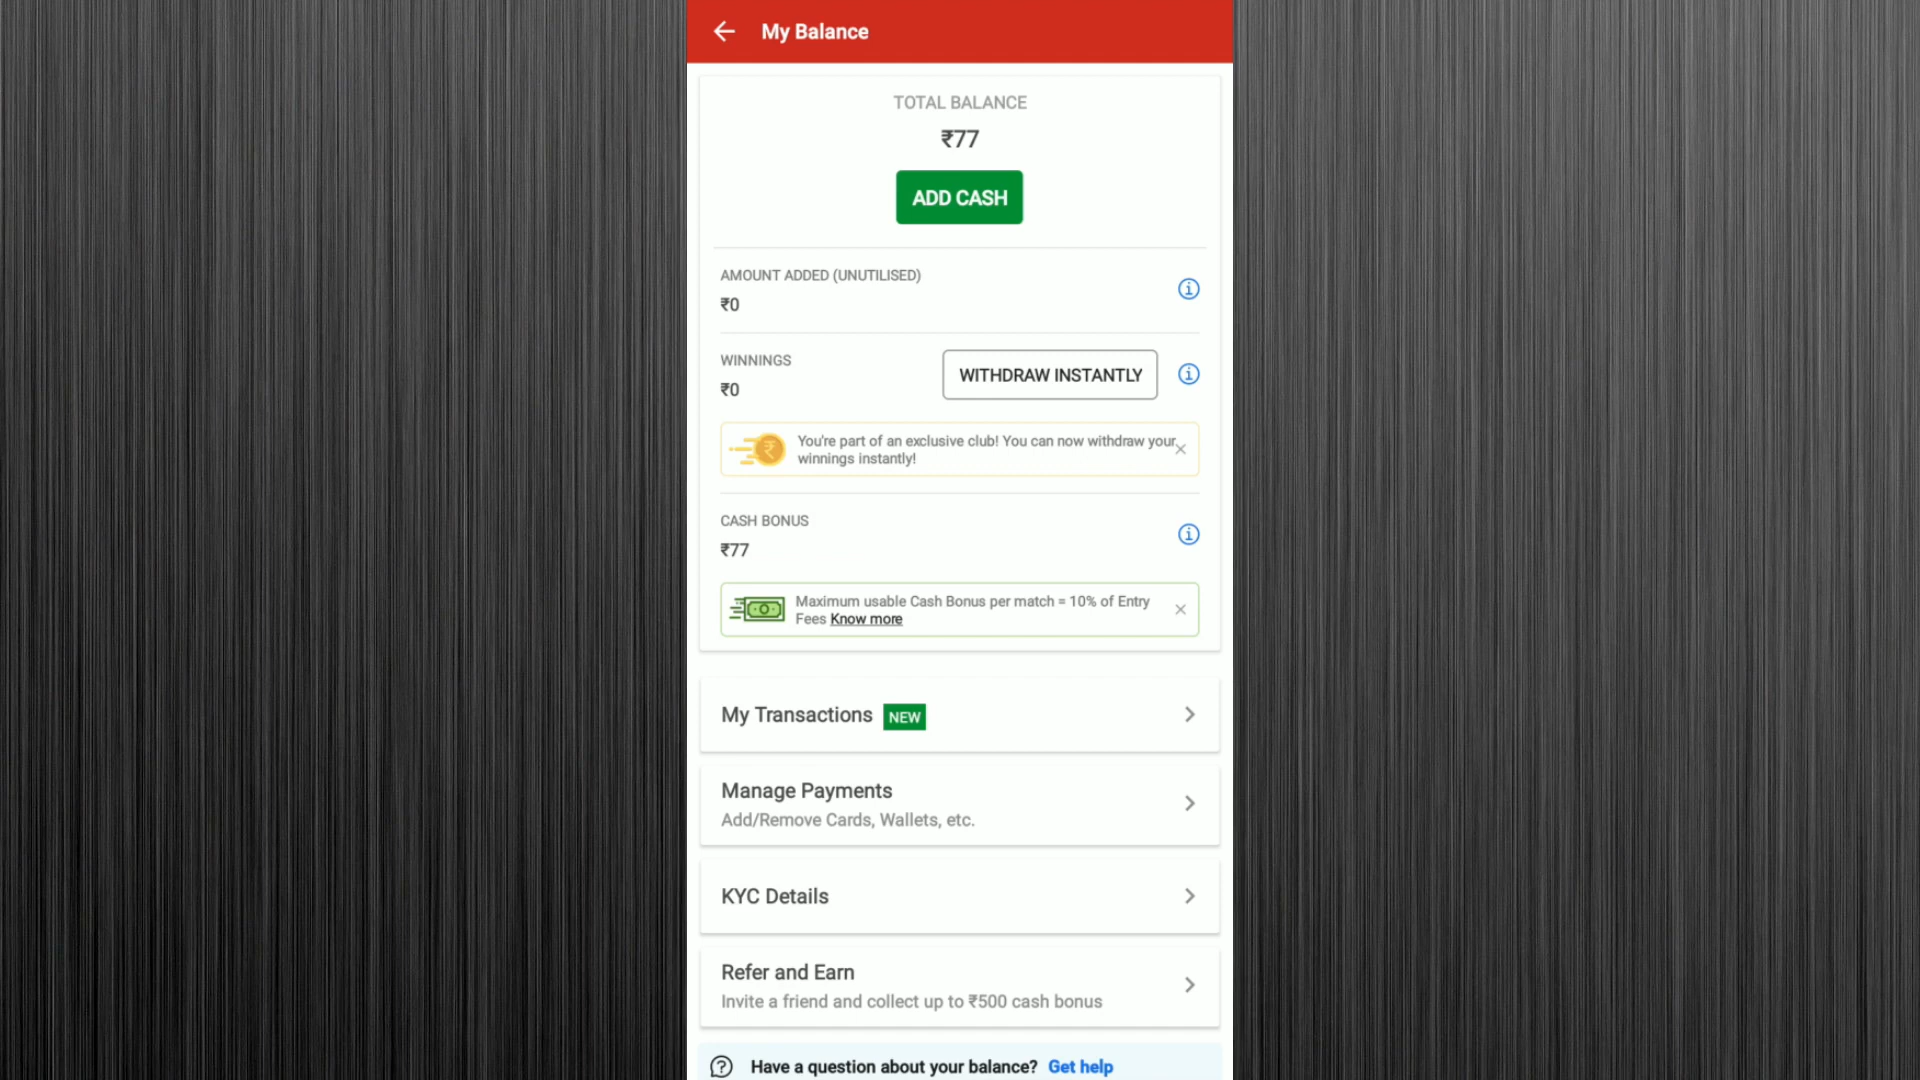 My Balance
TOTAL BALANCE
₹77
ADD CASH
AMOUNT ADDED (UNUTILISED)
₹0
WINNINGS
₹0
WITHDRAW INSTANTLY
You're part of an exclusive club! You can now withdraw your
winnings instantly!
CASH BONUS
₹77
Maximum usable Cash Bonus per match = 10% of Entry
Fees Know more
My Transactions NEW
Manage Payments
Add/Remove Cards, Wallets, etc.
KYC Details
Refer and Earn
Invite a friend and collect up to ₹500 cash bonus
Have a question about your balance? Get help